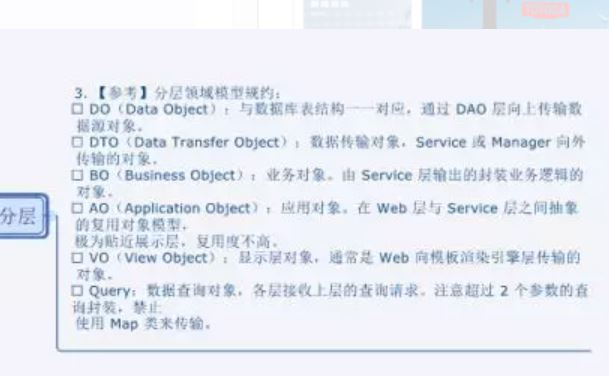 3. 【参考】分层领域模型规约:
□ DO（Data Object）: 与数据库表结构一一对应，通过 DAO 层向上传输数
据源对象。
□ DTO（Data Transfer Object）: 数据传输对象，Service 或 Manager 向外
传输的对象。
□ BO（Business Object）: 业务对象。由 Service 层输出的封装业务逻辑的
对象。
□ AO（Application Object）: 应用对象。在 Web 层与 Service 层之间抽象
的复用对象模型，
极为贴近展示层，复用度不高。
□ VO（View Object）: 显示层对象，通常是 Web 向模板渲染引擎层传输的
对象。
□ Query: 数据查询对象，各层接收上层的查询请求。注意超过 2 个参数的查
询封装，禁止
使用 Map 类来传输。
分层